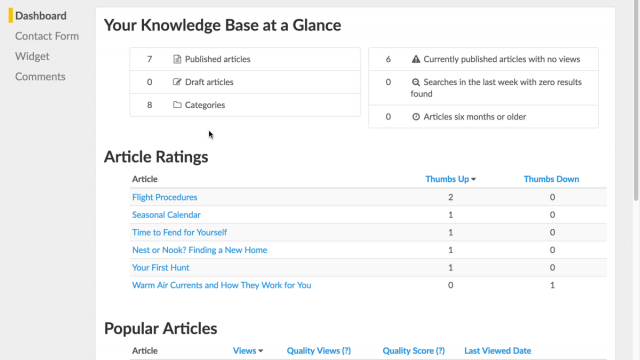 Dashboard
Contact Form
Widget
Comments
Your Knowledge Base at a Glance
7 Published articles
0 Draft articles
8 Categories
6 Currently published articles with no views
0 Searches in the last week with zero results
found
0 Articles six months or older
Article Ratings
Article Thumbs Up Thumbs Down
Flight Procedures 2 0
Seasonal Calendar 1 0
Time to Fend for Yourself 1 0
Nest or Nook? Finding a New Home 1 0
Your First Hunt 1 0
Warm Air Currents and How They Work for You 0 1
Popular Articles
Article Views Quality Views (?) Quality Score (?) Last Viewed Date